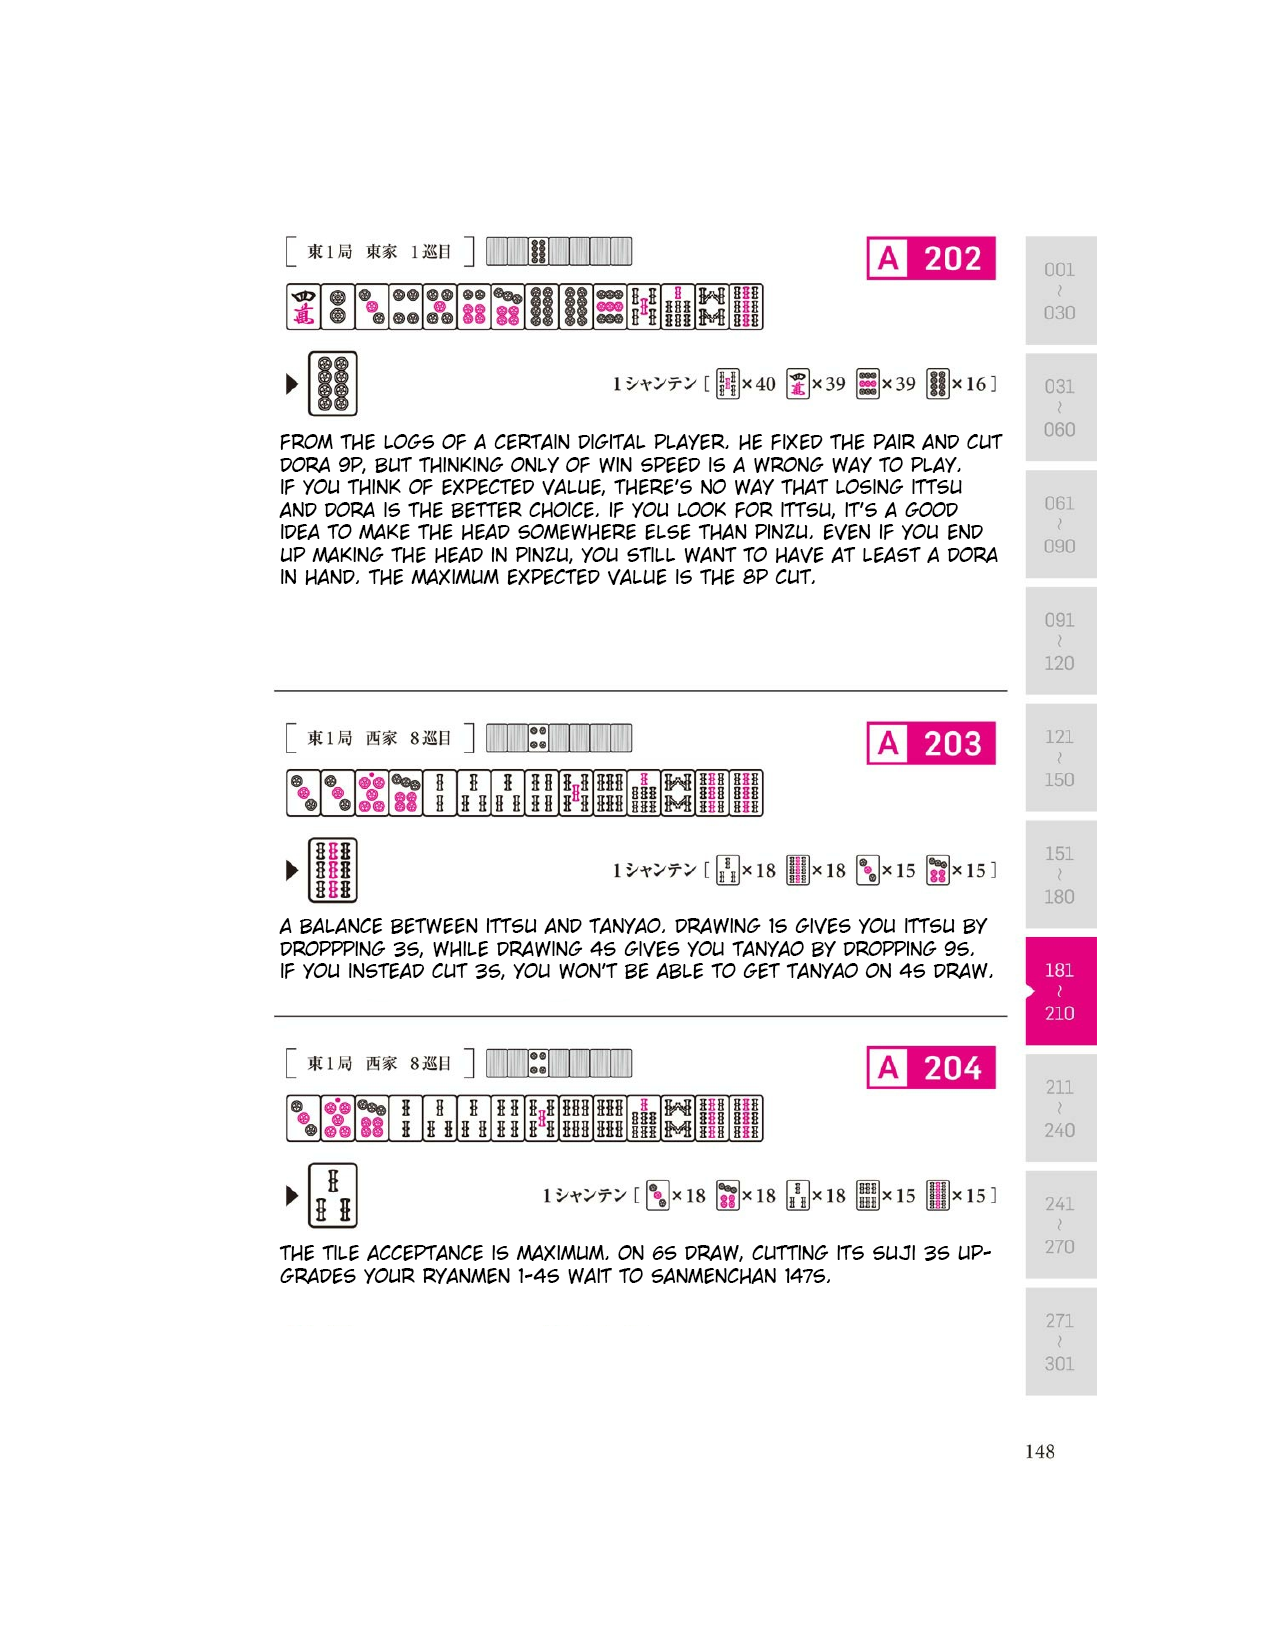 [ 東1局 東家 1巡目 ]
A 202
1シャンテン [ ×40 ×39 ×39 ×16 ]
FROM THE LOGS OF A CERTAIN DIGITAL PLAYER. HE FIXED THE PAIR AND CUT
DORA 9P, BUT THINKING ONLY OF WIN SPEED IS A WRONG WAY TO PLAY.
IF YOU THINK OF EXPECTED VALUE, THERE'S NO WAY THAT LOSING ITTSU
AND DORA IS THE BETTER CHOICE. IF YOU LOOK FOR ITTSU, IT'S A GOOD
IDEA TO MAKE THE HEAD SOMEWHERE ELSE THAN PINZU. EVEN IF YOU END
UP MAKING THE HEAD IN PINZU, YOU STILL WANT TO HAVE AT LEAST A DORA
IN HAND. THE MAXIMUM EXPECTED VALUE IS THE 8P CUT.
[ 東1局 西家 8巡目 ]
A 203
1シャンテン [ ×18 ×18 ×15 ×15 ]
A BALANCE BETWEEN ITTSU AND TANYAO. DRAWING 1S GIVES YOU ITTSU BY
DROPPPING 3S, WHILE DRAWING 4S GIVES YOU TANYAO BY DROPPING 9S.
IF YOU INSTEAD CUT 3S, YOU WON'T BE ABLE TO GET TANYAO ON 4S DRAW.
[ 東1局 西家 8巡目 ]
A 204
1シャンテン [ ×18 ×18 ×18 ×15 ×15 ]
THE TILE ACCEPTANCE IS MAXIMUM. ON 6S DRAW, CUTTING ITS SUJI 3S UP-
GRADES YOUR RYANMEN 1-4S WAIT TO SANMENCHAN 147S.
001
~
030
031
~
060
061
~
090
091
~
120
121
~
150
151
~
180
181
~
210
211
~
240
241
~
270
271
~
301
148